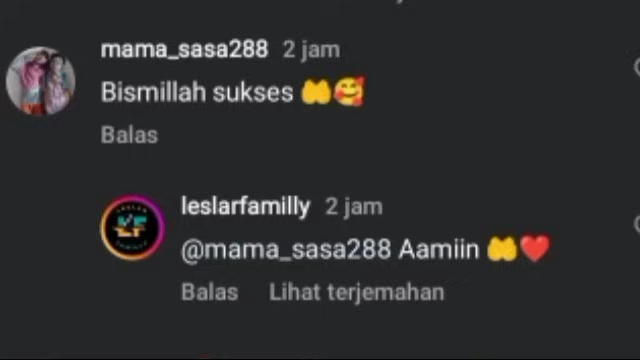 mama_sasa288 2 jam
Bismillah sukses 🤲🥰
Balas
leslarfamilly 2 jam
@mama_sasa288 Aamiin 🤲❤️
Balas Lihat terjemahan